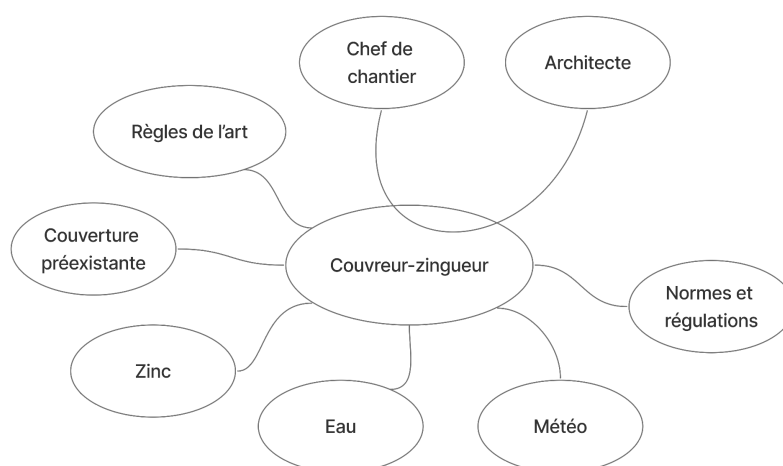 Chef de
chantier
Architecte
Règles de l’art
Couverture
préexistante
Couvreur-zingueur
Normes et
régulations
Zinc
Eau
Météo